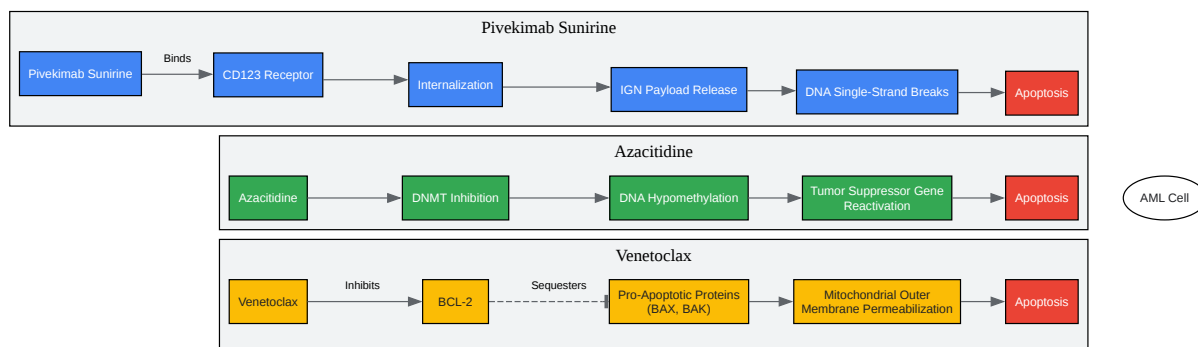 Pivekimab Sunirine
Pivekimab Sunirine
Binds
CD123 Receptor
Internalization
IGN Payload Release
DNA Single-Strand Breaks
Apoptosis
Azacitidine
Azacitidine
DNMT Inhibition
DNA Hypomethylation
Tumor Suppressor Gene
Reactivation
Apoptosis
AML Cell
Venetoclax
Venetoclax
Inhibits
BCL-2
Sequesters
Pro-Apoptotic Proteins
(BAX, BAK)
Mitochondrial Outer
Membrane Permeabilization
Apoptosis